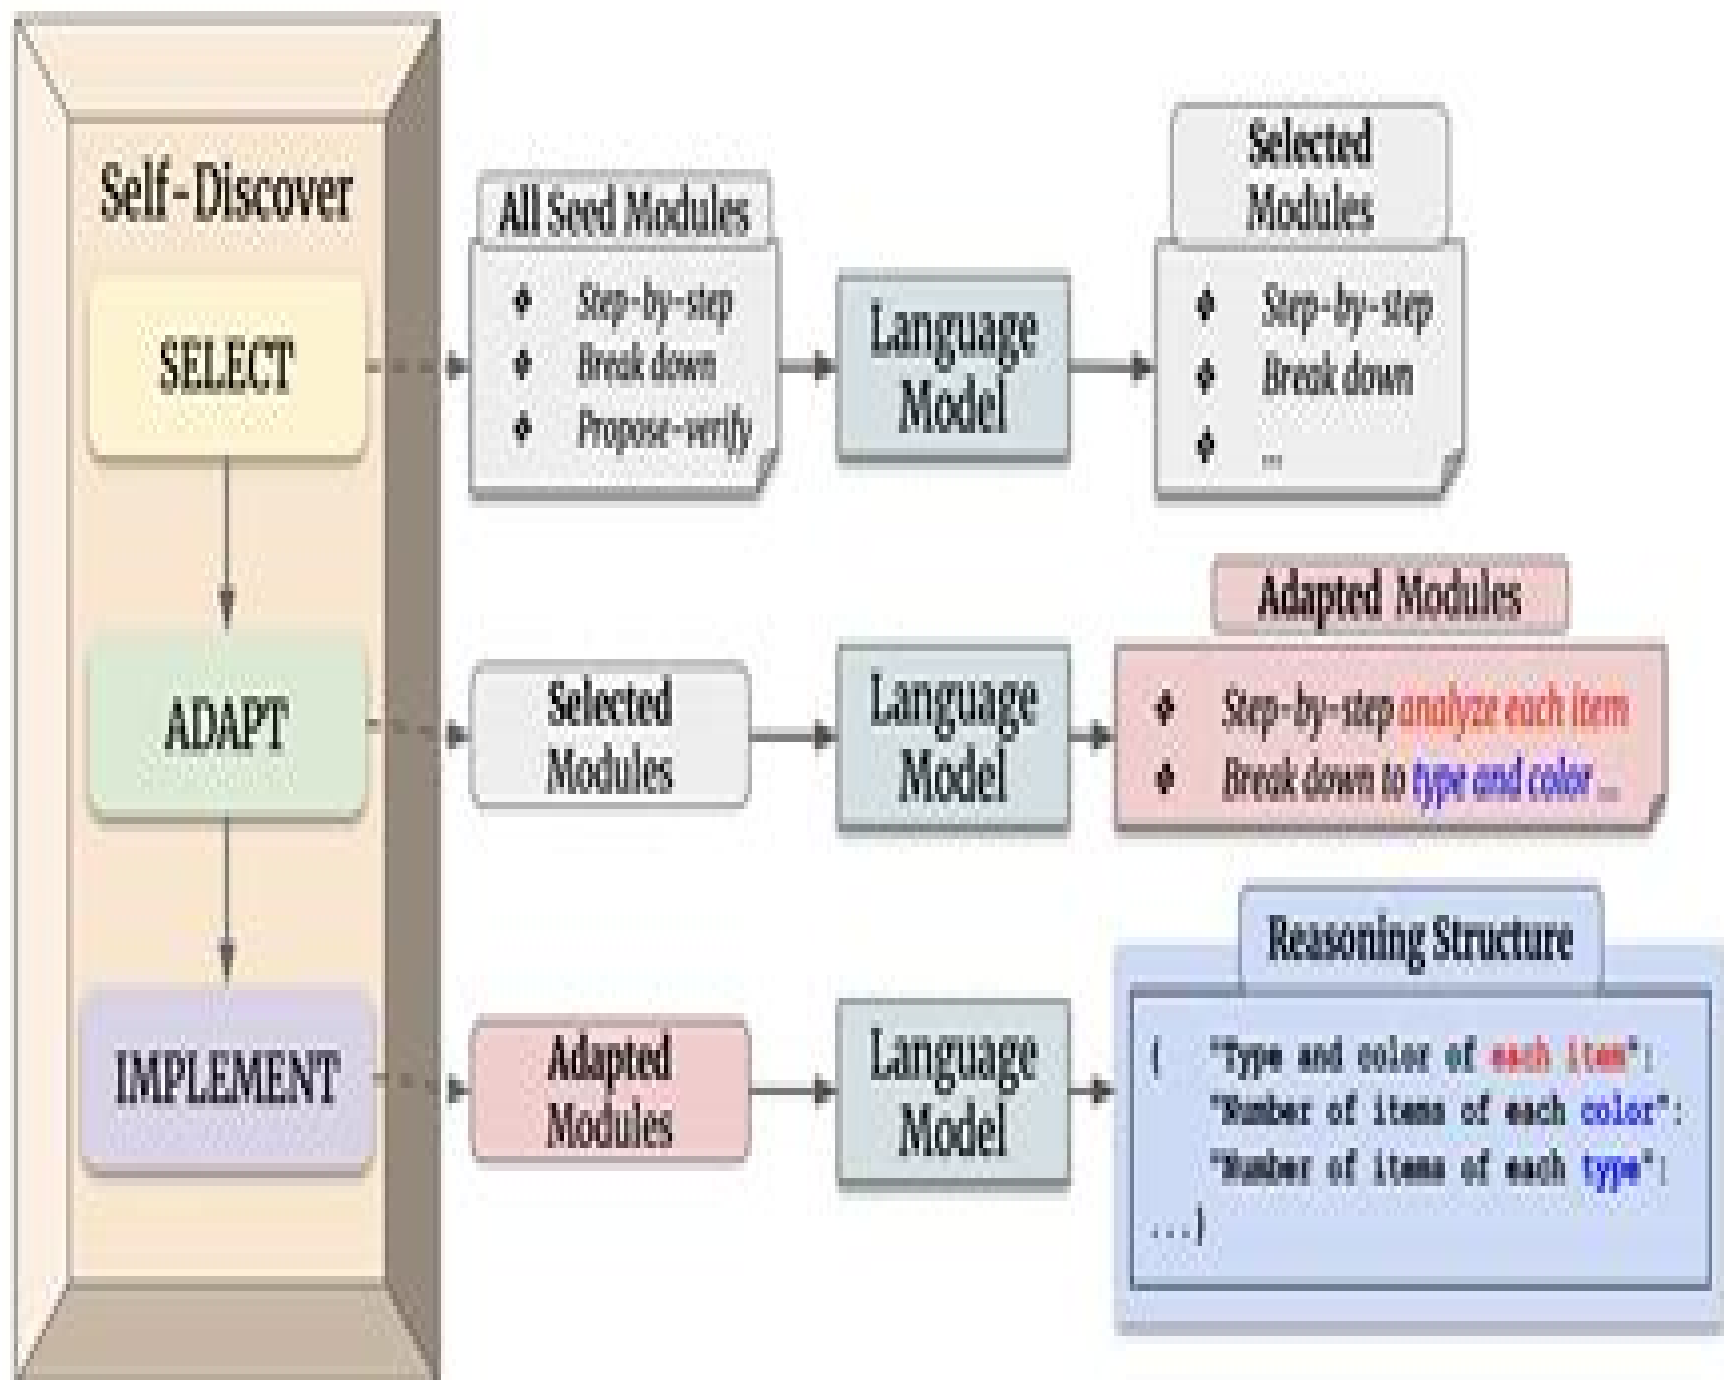 Self-Discover
SELECT
All Seed Modules
❖ Step-by-step
❖ Break down
❖ Propose-verify
Language
Model
Selected
Modules
❖ Step-by-step
❖ Break down
❖ ...
ADAPT
Selected
Modules
Language
Model
Adapted Modules
❖ Step-by-step analyze each item
❖ Break down to type and color ...
IMPLEMENT
Adapted
Modules
Language
Model
Reasoning Structure
{ "Type and color of each item":
"Number of items of each color":
"Number of items of each type":
...}